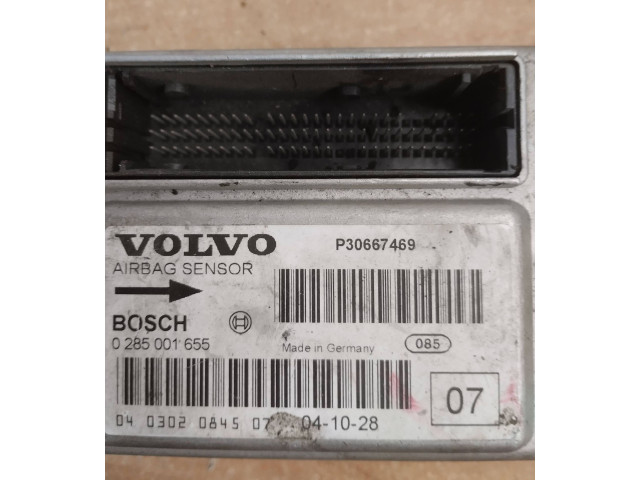 VOLVO P30667469
AIRBAG SENSOR
BOSCH
0 285 001 655 Made in Germany 085
07
04 0302 0845 07 04-10-28